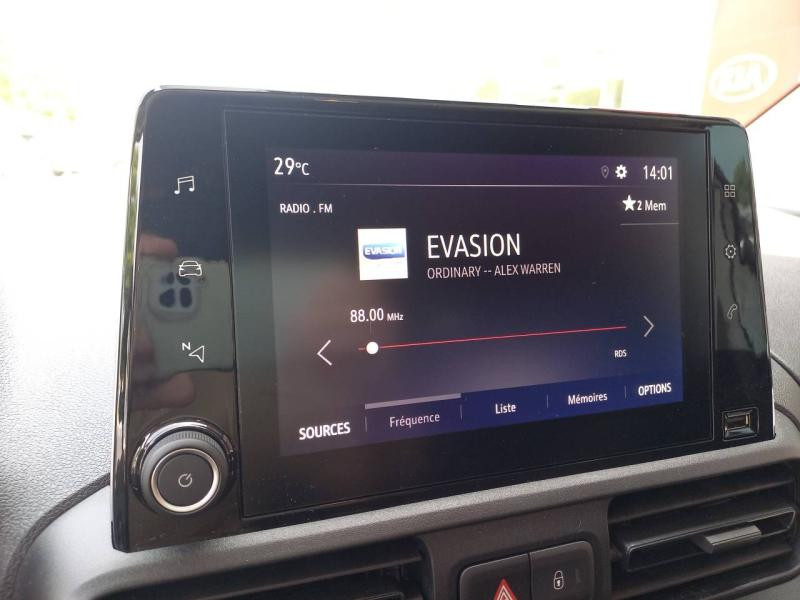 KIA
29°C
14:01
RADIO . FM
2 Mem
EVASION
EVASION
ORDINARY -- ALEX WARREN
88.00 MHz
RDS
SOURCES
Fréquence
Liste
Mémoires
OPTIONS
N